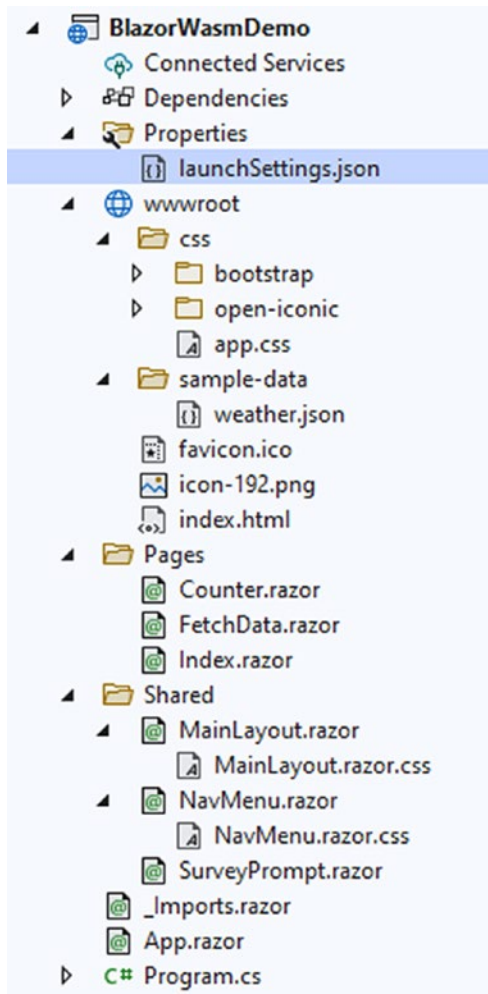 BlazorWasmDemo
Connected Services
Dependencies
Properties
launchSettings.json
wwwroot
css
bootstrap
open-iconic
app.css
sample-data
weather.json
favicon.ico
icon-192.png
index.html
Pages
Counter.razor
FetchData.razor
Index.razor
Shared
MainLayout.razor
MainLayout.razor.css
NavMenu.razor
NavMenu.razor.css
SurveyPrompt.razor
_Imports.razor
App.razor
C# Program.cs